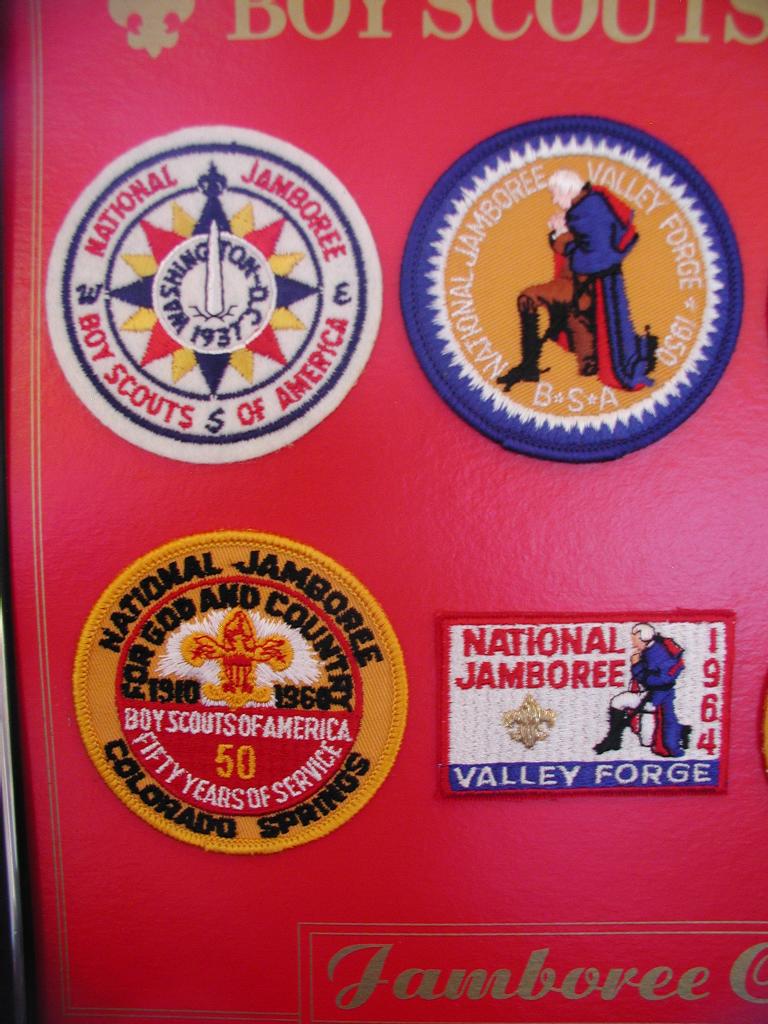 BOY SCOUTS
NATIONAL JAMBOREE
WASHINGTON-D.C.
1937
W
E
S
BOY SCOUTS OF AMERICA
NATIONAL JAMBOREE VALLEY FORGE * 1950
B*S*A
NATIONAL JAMBOREE
FOR GOD AND COUNTRY
1910 1960
BOY SCOUTS OF AMERICA
50
FIFTY YEARS OF SERVICE
COLORADO SPRINGS
NATIONAL
JAMBOREE
1964
VALLEY FORGE
Jamboree C